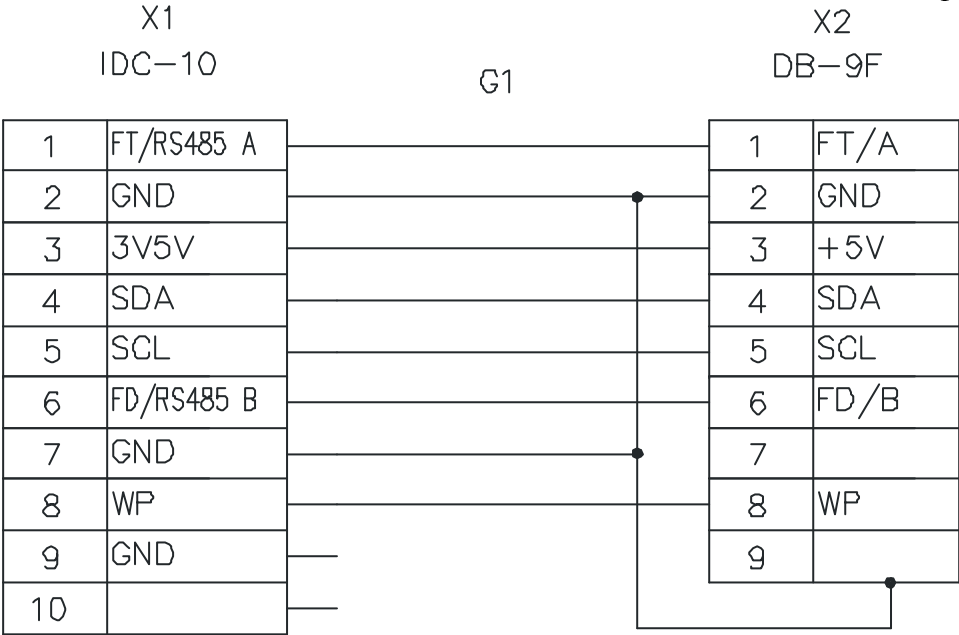 X1
IDC-10
G1
X2
DB-9F
1 FT/RS485 A
2 GND
3 3V5V
4 SDA
5 SCL
6 FD/RS485 B
7 GND
8 WP
9 GND
10
1 FT/A
2 GND
3 +5V
4 SDA
5 SCL
6 FD/B
7
8 WP
9